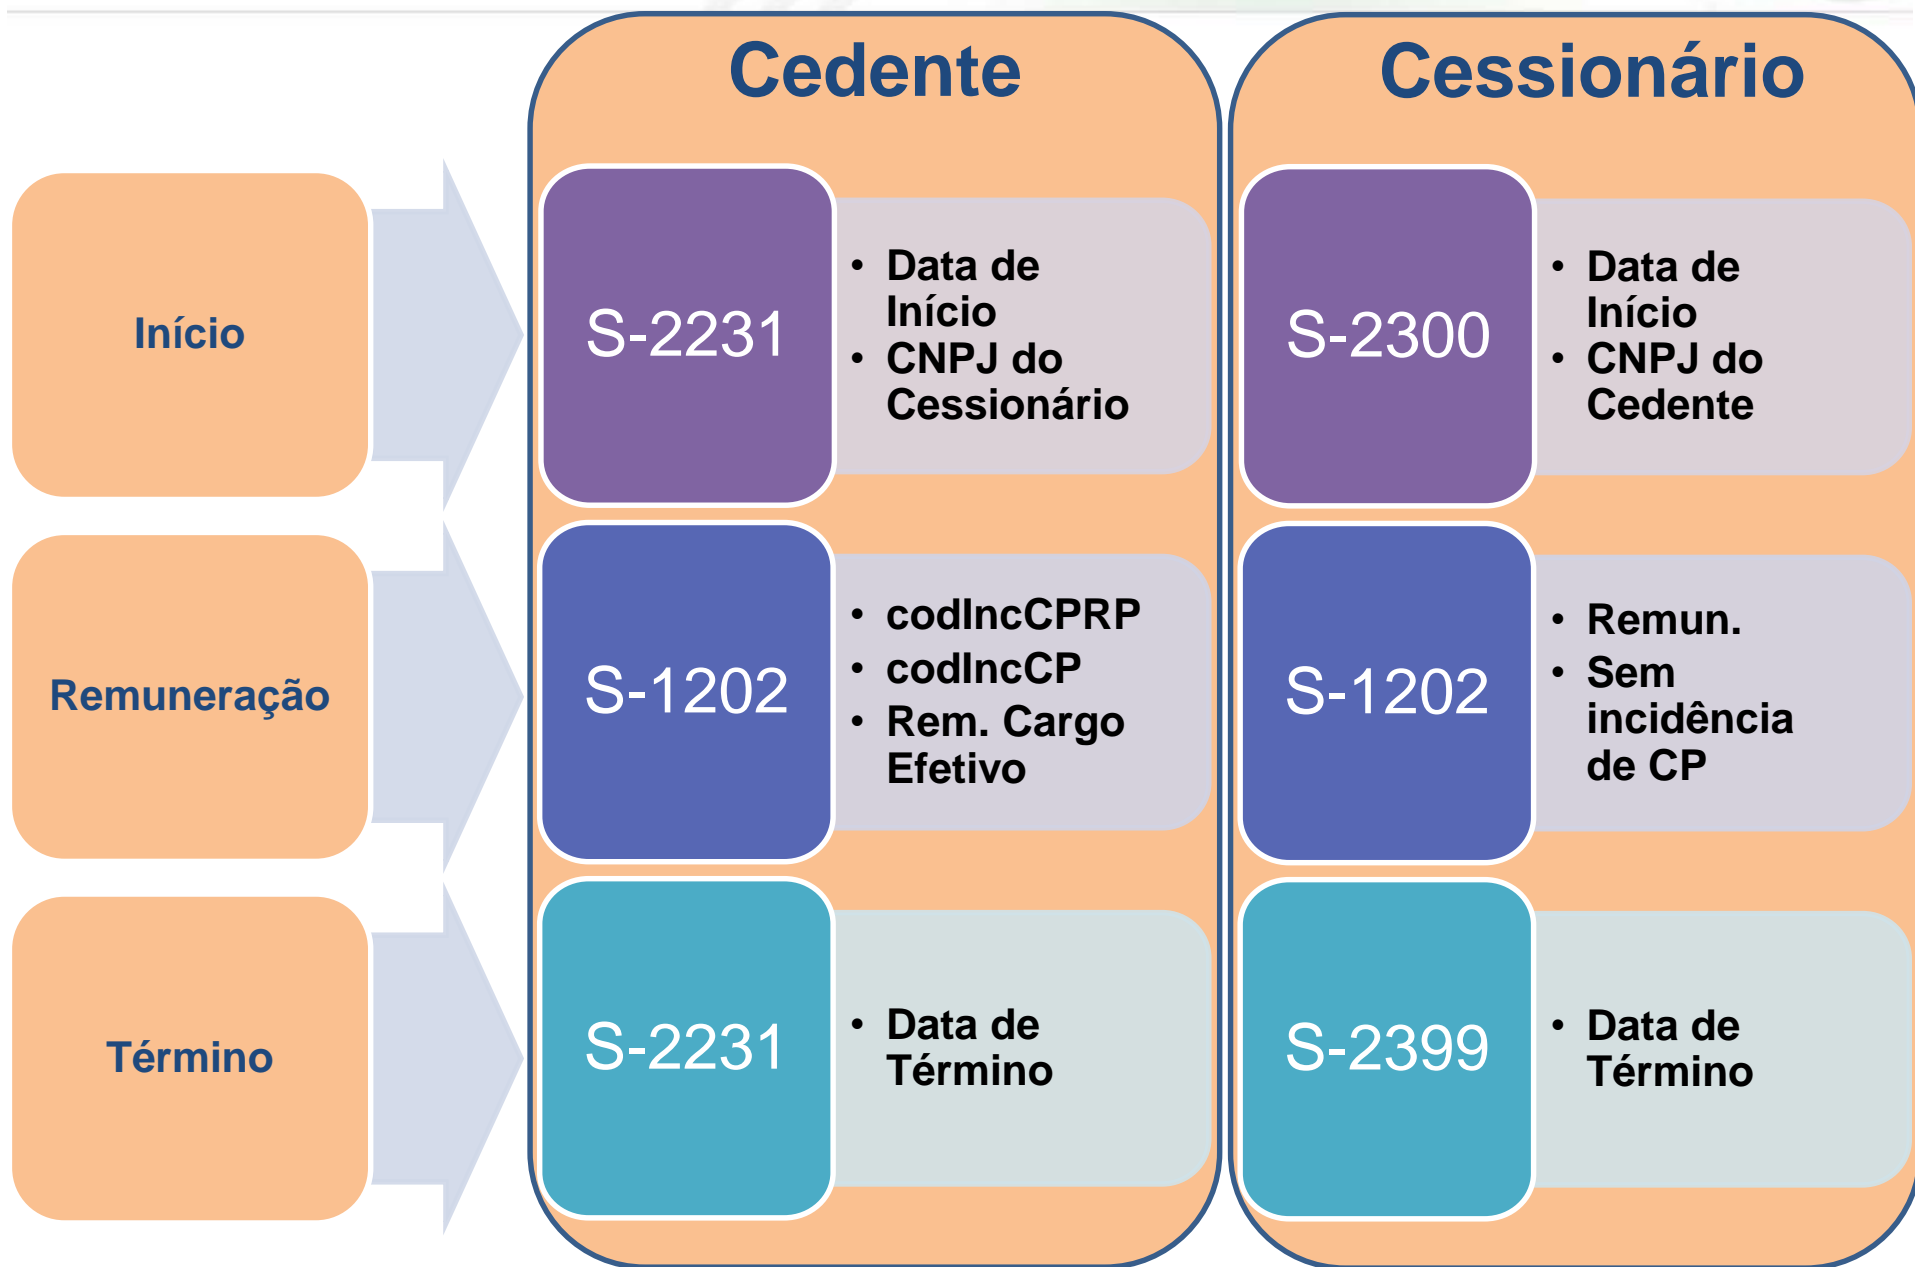 Cedente
Cessionário
Início
S-2231
• Data de
Início
• CNPJ do
Cessionário
S-2300
• Data de
Início
• CNPJ do
Cedente
Remuneração
S-1202
• codIncCPRP
• codIncCP
• Rem. Cargo
Efetivo
S-1202
• Remun.
• Sem
incidência
de CP
Término
S-2231
• Data de
Término
S-2399
• Data de
Término